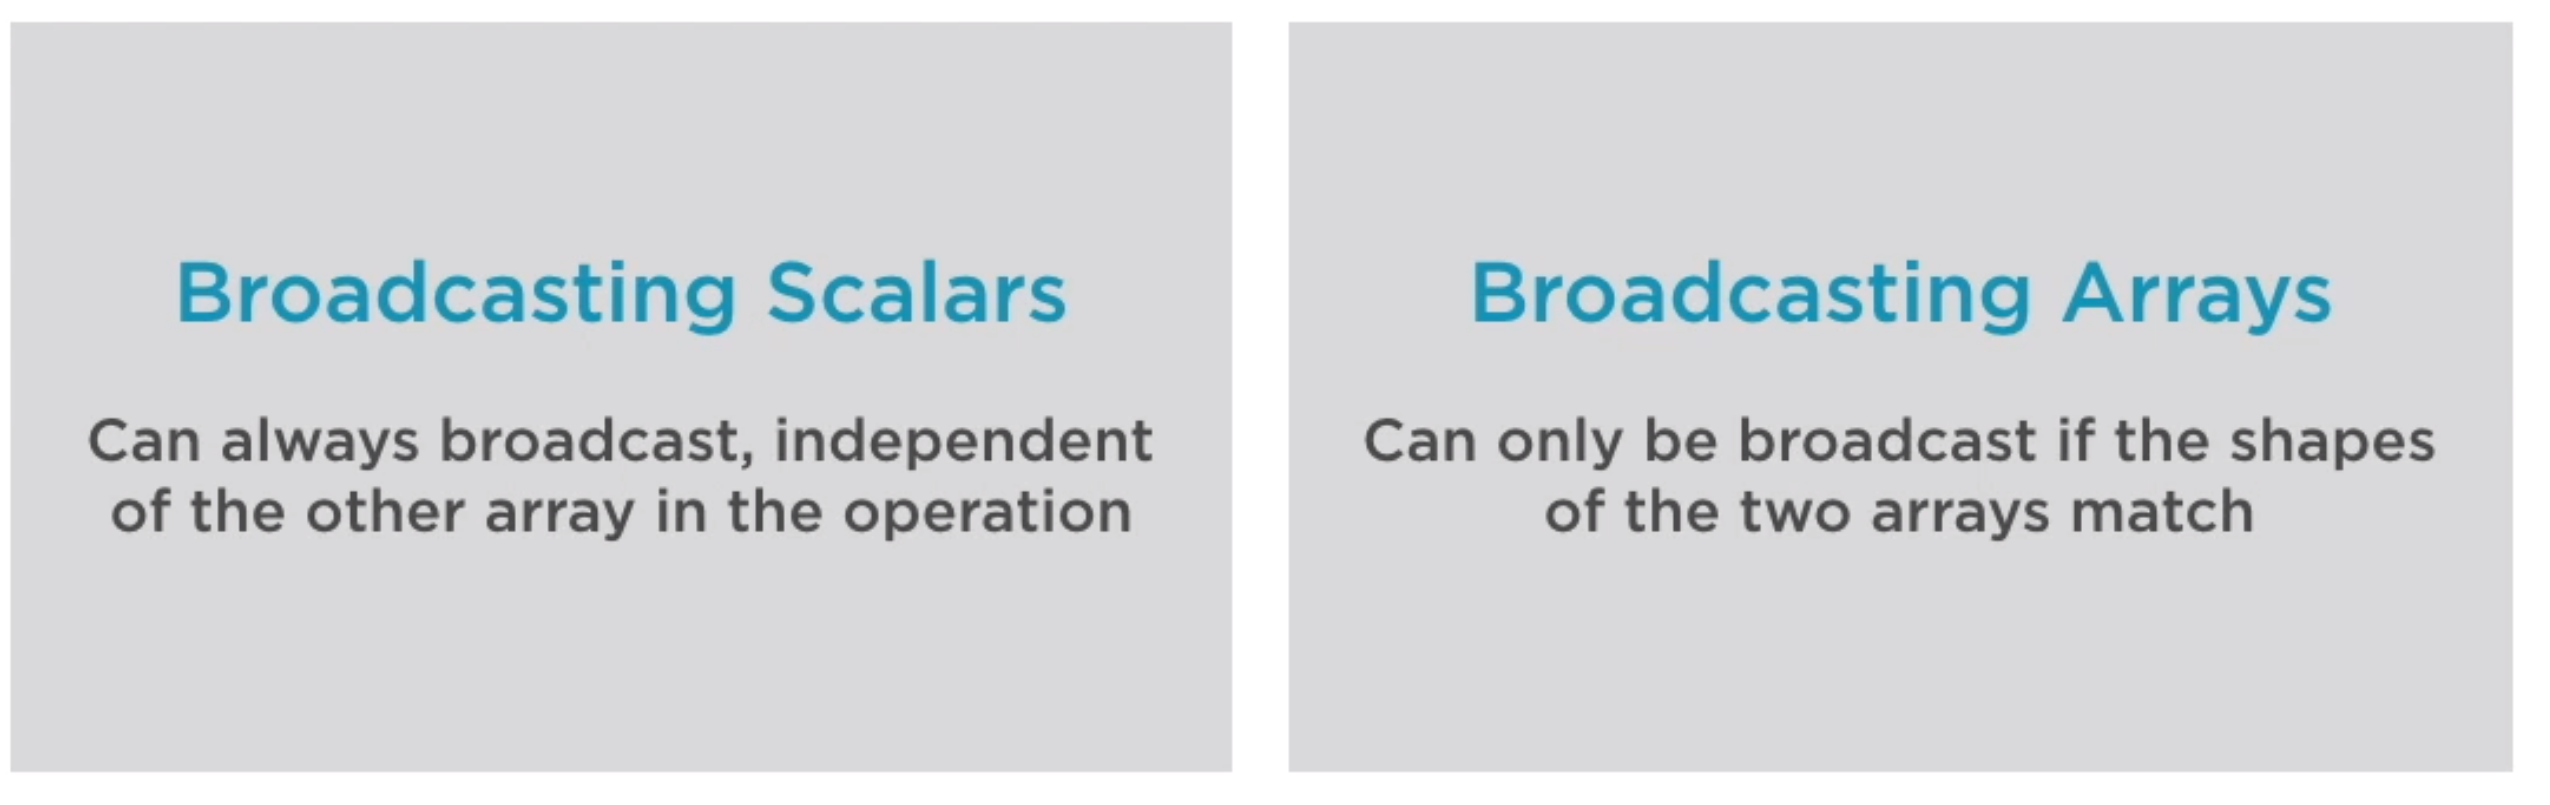 Broadcasting Scalars
Can always broadcast, independent
of the other array in the operation
Broadcasting Arrays
Can only be broadcast if the shapes
of the two arrays match